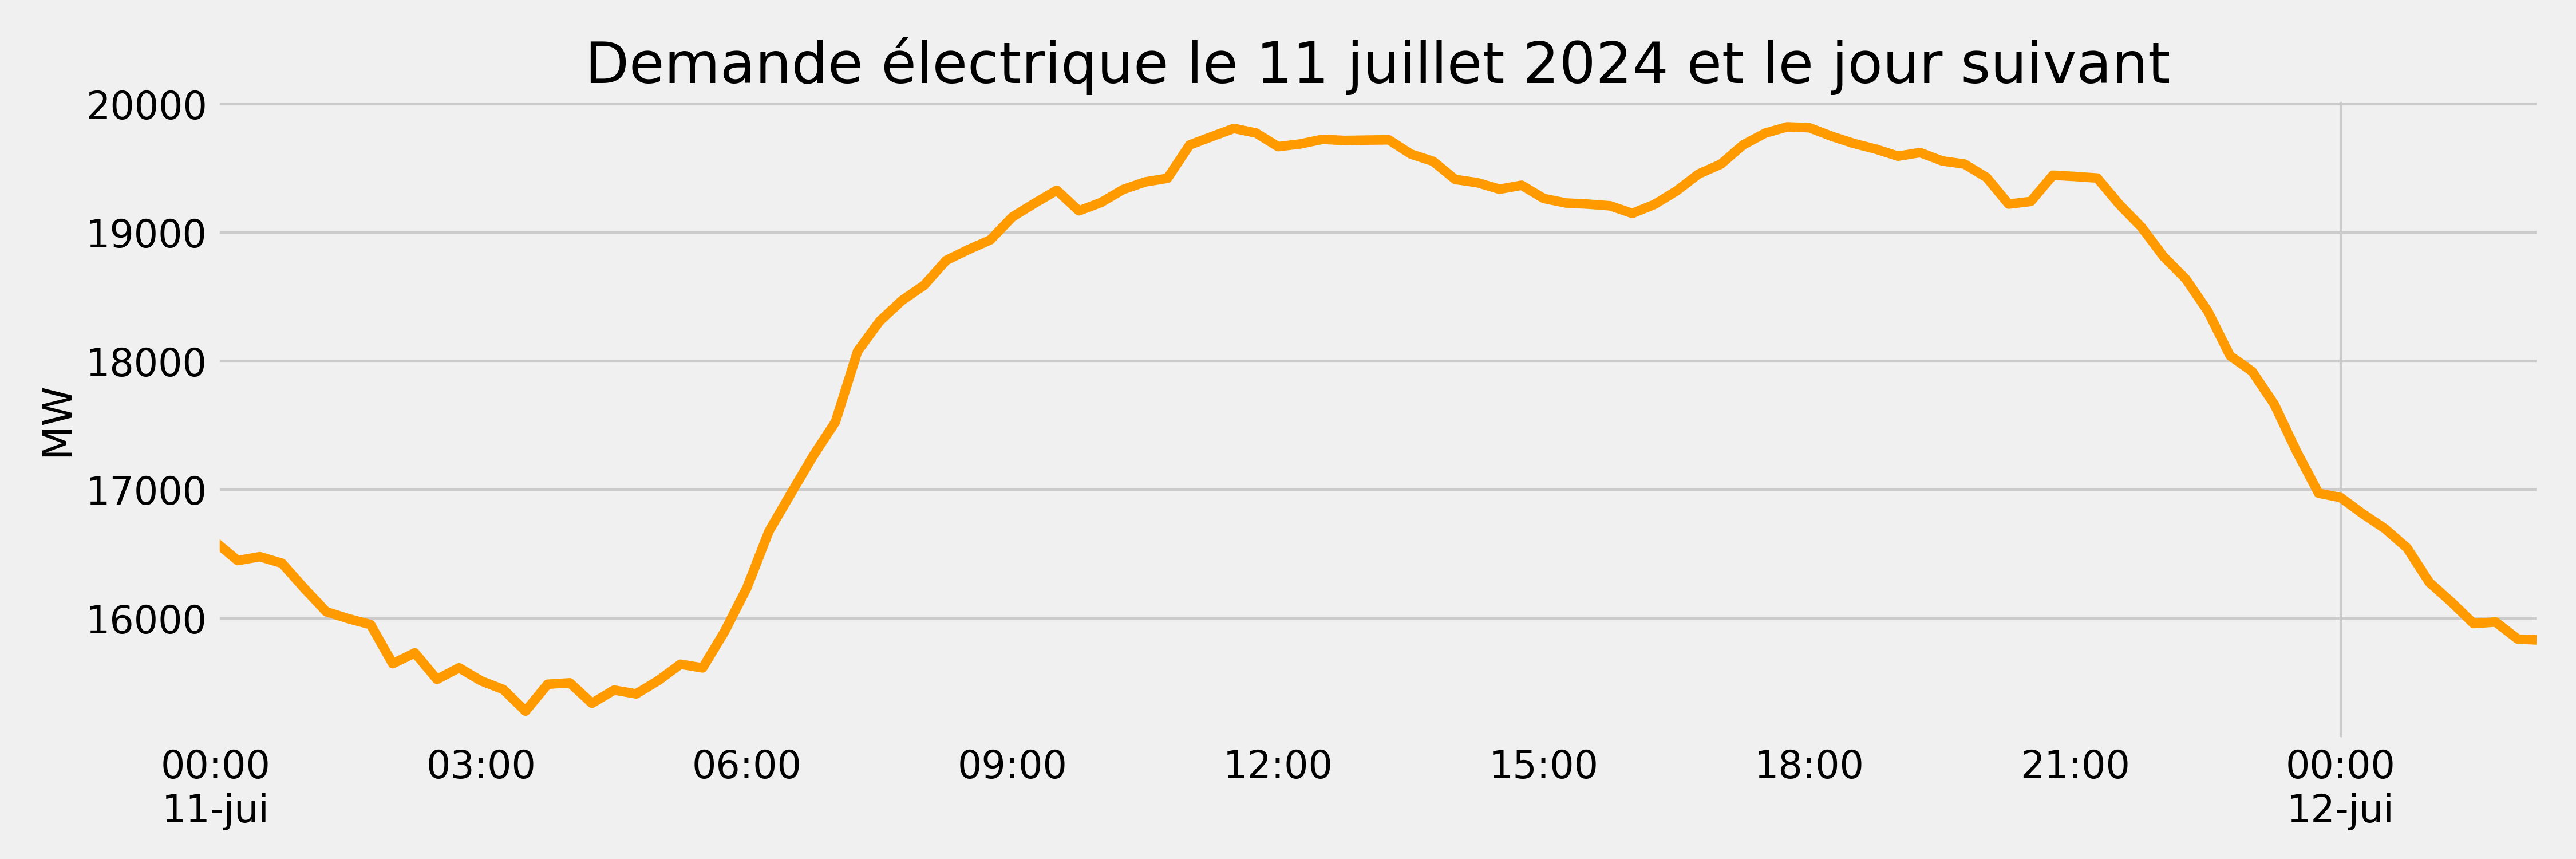 Demande électrique le 11 juillet 2024 et le jour suivant
20000
19000
18000
17000
16000
MW
00:00 03:00 06:00 09:00 12:00 15:00 18:00 21:00 00:00
11-jui 12-jui